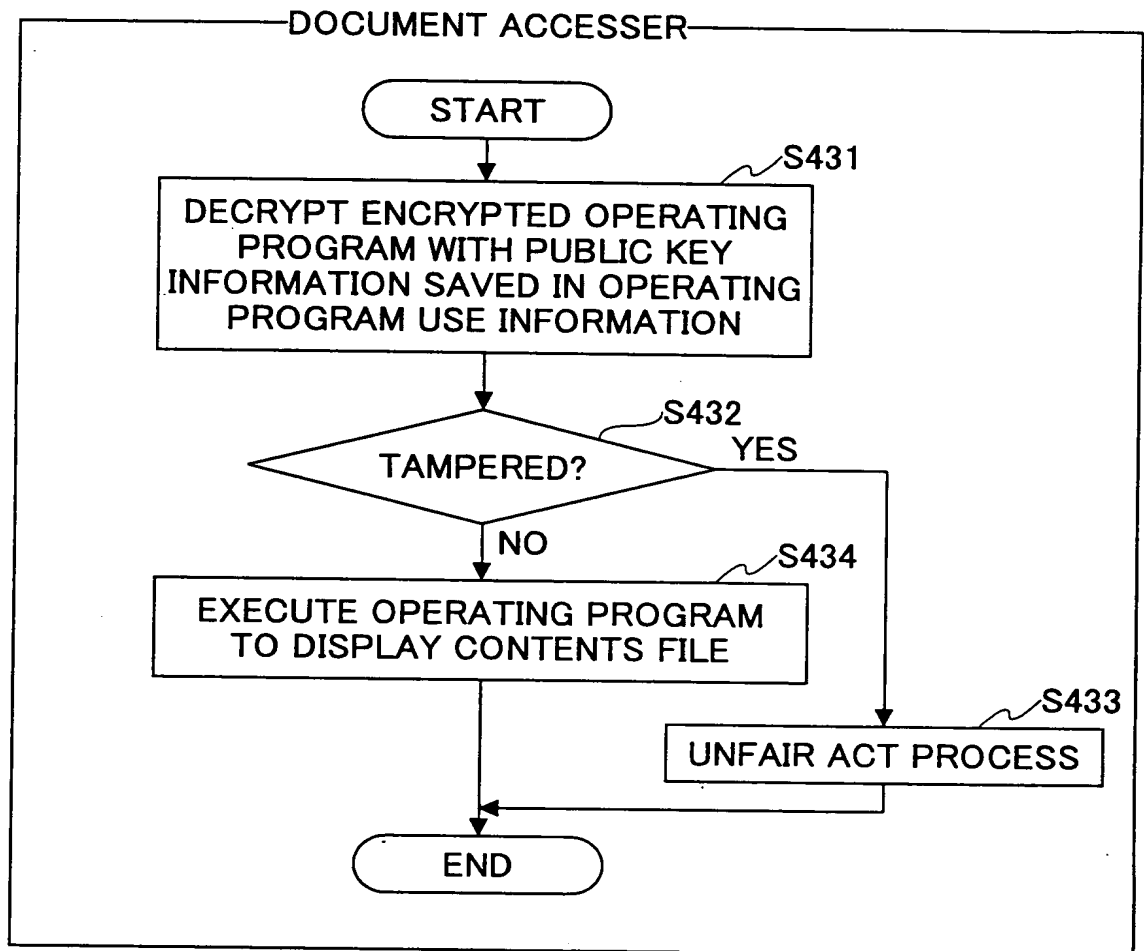 DOCUMENT ACCESSER
START
S431
DECRYPT ENCRYPTED OPERATING
PROGRAM WITH PUBLIC KEY
INFORMATION SAVED IN OPERATING
PROGRAM USE INFORMATION
S432
YES
TAMPERED?
NO
S434
EXECUTE OPERATING PROGRAM
TO DISPLAY CONTENTS FILE
S433
UNFAIR ACT PROCESS
END